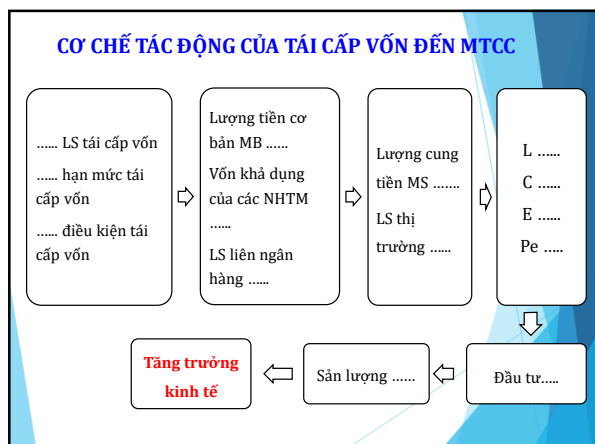 CƠ CHẾ TÁC ĐỘNG CỦA TÁI CẤP VỐN ĐẾN MTCC
...... LS tái cấp vốn
..... hạn mức tái
cấp vốn
..... điều kiện tái
cấp vốn
Lượng tiền cơ
bản MB ......
Vốn khả dụng
của các NHTM
......
LS liên ngân
hàng ......
Lượng cung
tiền MS .......
LS thị
trường ......
L ......
C ......
E ......
Pe .....
Đầu tư.....
Sản lượng ......
Tăng trưởng
kinh tế